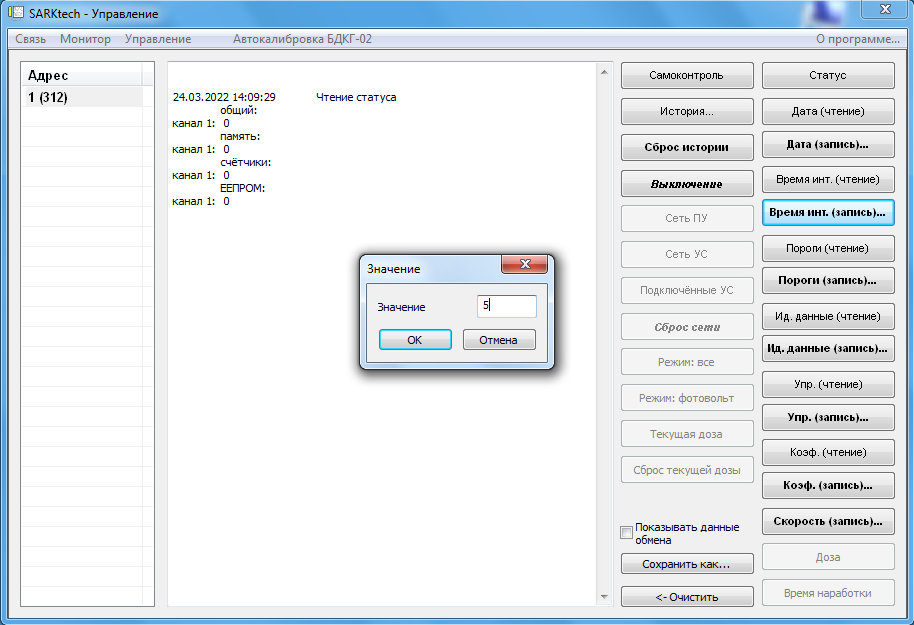 SARKtech - Управление
Связь Монитор Управление Автокалибровка БДКГ-02 О программе...
Адрес
1 (312)
24.03.2022 14:09:29 Чтение статуса
общий:
канал 1: 0
память:
канал 1: 0
счётчики:
канал 1: 0
ЕЕПРОМ:
канал 1: 0
Значение
Значение 5
ОК Отмена
Самоконтроль
История...
Сброс истории
Выключение
Сеть ПУ
Сеть УС
Подключённые УС
Сброс сети
Режим: все
Режим: фотовольт
Текущая доза
Сброс текущей дозы
Показывать данные
обмена
Сохранить как...
<- Очистить
Статус
Дата (чтение)
Дата (запись)...
Время инт. (чтение)
Время инт. (запись)...
Пороги (чтение)
Пороги (запись)...
Ид. данные (чтение)
Ид. данные (запись)...
Упр. (чтение)
Упр. (запись)...
Коэф. (чтение)
Коэф. (запись)...
Скорость (запись)...
Доза
Время наработки